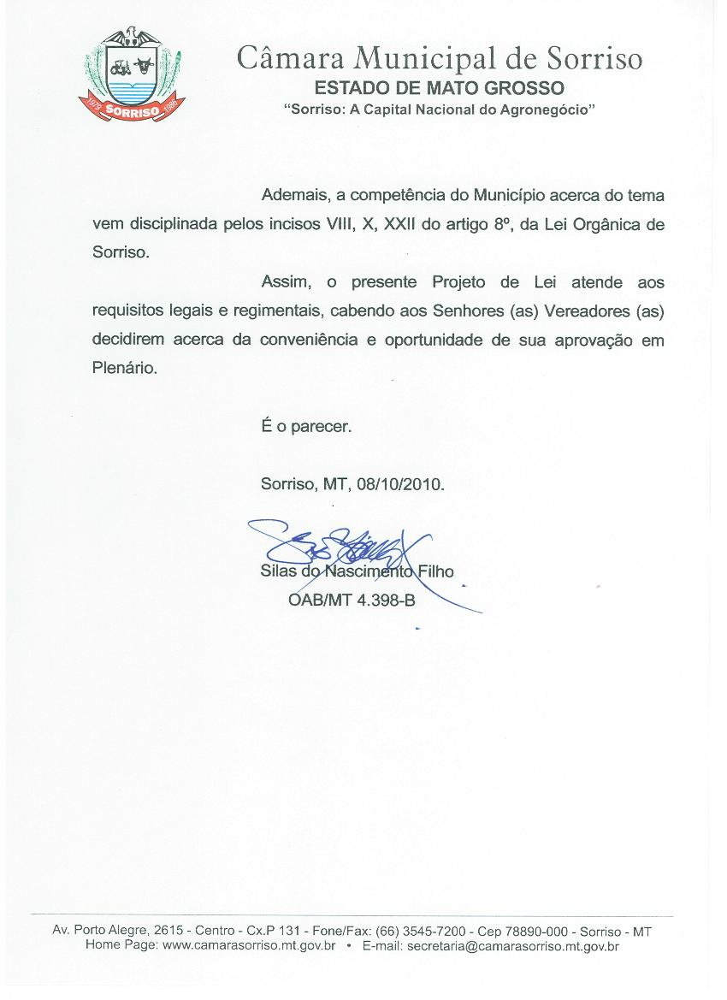 Câmara Municipal de Sorriso
ESTADO DE MATO GROSSO
“Sorriso: A Capital Nacional do Agronegócio”
1979 SORRISO 1986
Ademais, a competência do Município acerca do tema
vem disciplinada pelos incisos VIII, X, XXII do artigo 8º, da Lei Orgânica de
Sorriso.
Assim, o presente Projeto de Lei atende aos
requisitos legais e regimentais, cabendo aos Senhores (as) Vereadores (as)
decidirem acerca da conveniência e oportunidade de sua aprovação em
Plenário.
É o parecer.
Sorriso, MT, 08/10/2010.
Silas do Nascimento Filho
OAB/MT 4.398-B
Av. Porto Alegre, 2615 - Centro - Cx.P 131 - Fone/Fax: (66) 3545-7200 - Cep 78890-000 - Sorriso - MT
Home Page: www.camarasorriso.mt.gov.br • E-mail: secretaria@camarasorriso.mt.gov.br